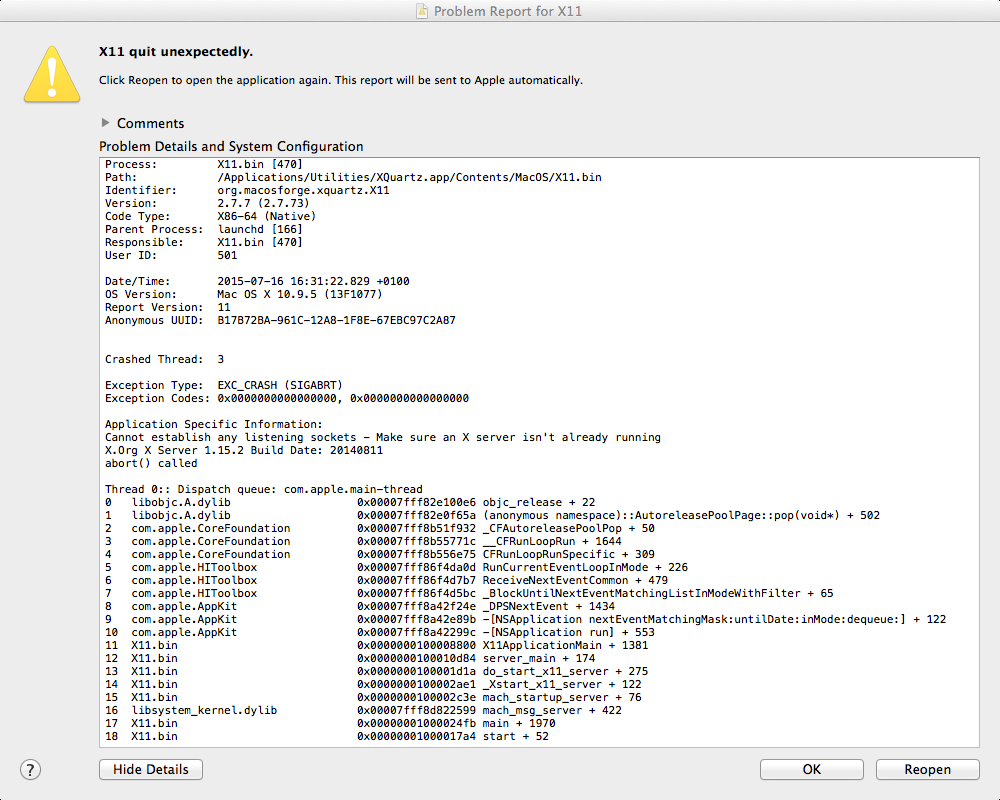 Problem Report for X11
X11 quit unexpectedly.
Click Reopen to open the application again. This report will be sent to Apple automatically.
Comments
Problem Details and System Configuration
Process: X11.bin [470]
Path: /Applications/Utilities/XQuartz.app/Contents/MacOS/X11.bin
Identifier: org.macosforge.xquartz.X11
Version: 2.7.7 (2.7.73)
Code Type: X86-64 (Native)
Parent Process: launchd [166]
Responsible: X11.bin [470]
User ID: 501
Date/Time: 2015-07-16 16:31:22.829 +0100
OS Version: Mac OS X 10.9.5 (13F1077)
Report Version: 11
Anonymous UUID: B17B72BA-961C-12A8-1F8E-67EBC97C2A87
Crashed Thread: 3
Exception Type: EXC_CRASH (SIGABRT)
Exception Codes: 0x0000000000000000, 0x0000000000000000
Application Specific Information:
Cannot establish any listening sockets - Make sure an X server isn't already running
X.Org X Server 1.15.2 Build Date: 20140811
abort() called
Thread 0:: Dispatch queue: com.apple.main-thread
0 libobjc.A.dylib 0x00007fff82e100e6 objc_release + 22
1 libobjc.A.dylib 0x00007fff82e0f65a (anonymous namespace)::AutoreleasePoolPage::pop(void*) + 502
2 com.apple.CoreFoundation 0x00007fff8b51f932 _CFAutoreleasePoolPop + 50
3 com.apple.CoreFoundation 0x00007fff8b55771c __CFRunLoopRun + 1644
4 com.apple.CoreFoundation 0x00007fff8b556e75 CFRunLoopRunSpecific + 309
5 com.apple.HIToolbox 0x00007fff86f4da0d RunCurrentEventLoopInMode + 226
6 com.apple.HIToolbox 0x00007fff86f4d7b7 ReceiveNextEventCommon + 479
7 com.apple.HIToolbox 0x00007fff86f4d5bc _BlockUntilNextEventMatchingListInModeWithFilter + 65
8 com.apple.AppKit 0x00007fff8a42f24e _DPSNextEvent + 1434
9 com.apple.AppKit 0x00007fff8a42e89b -[NSApplication nextEventMatchingMask:untilDate:inMode:dequeue:] + 122
10 com.apple.AppKit 0x00007fff8a42299c -[NSApplication run] + 553
11 X11.bin 0x0000000100008800 X11ApplicationMain + 1381
12 X11.bin 0x0000000100010d84 server_main + 174
13 X11.bin 0x0000000100001d1a do_start_x11_server + 275
14 X11.bin 0x0000000100002ae1 _Xstart_x11_server + 122
15 X11.bin 0x0000000100002c3e mach_startup_server + 76
16 libsystem_kernel.dylib 0x00007fff8d822599 mach_msg_server + 422
17 X11.bin 0x00000001000024fb main + 1970
18 X11.bin 0x00000001000017a4 start + 52
? Hide Details OK Reopen